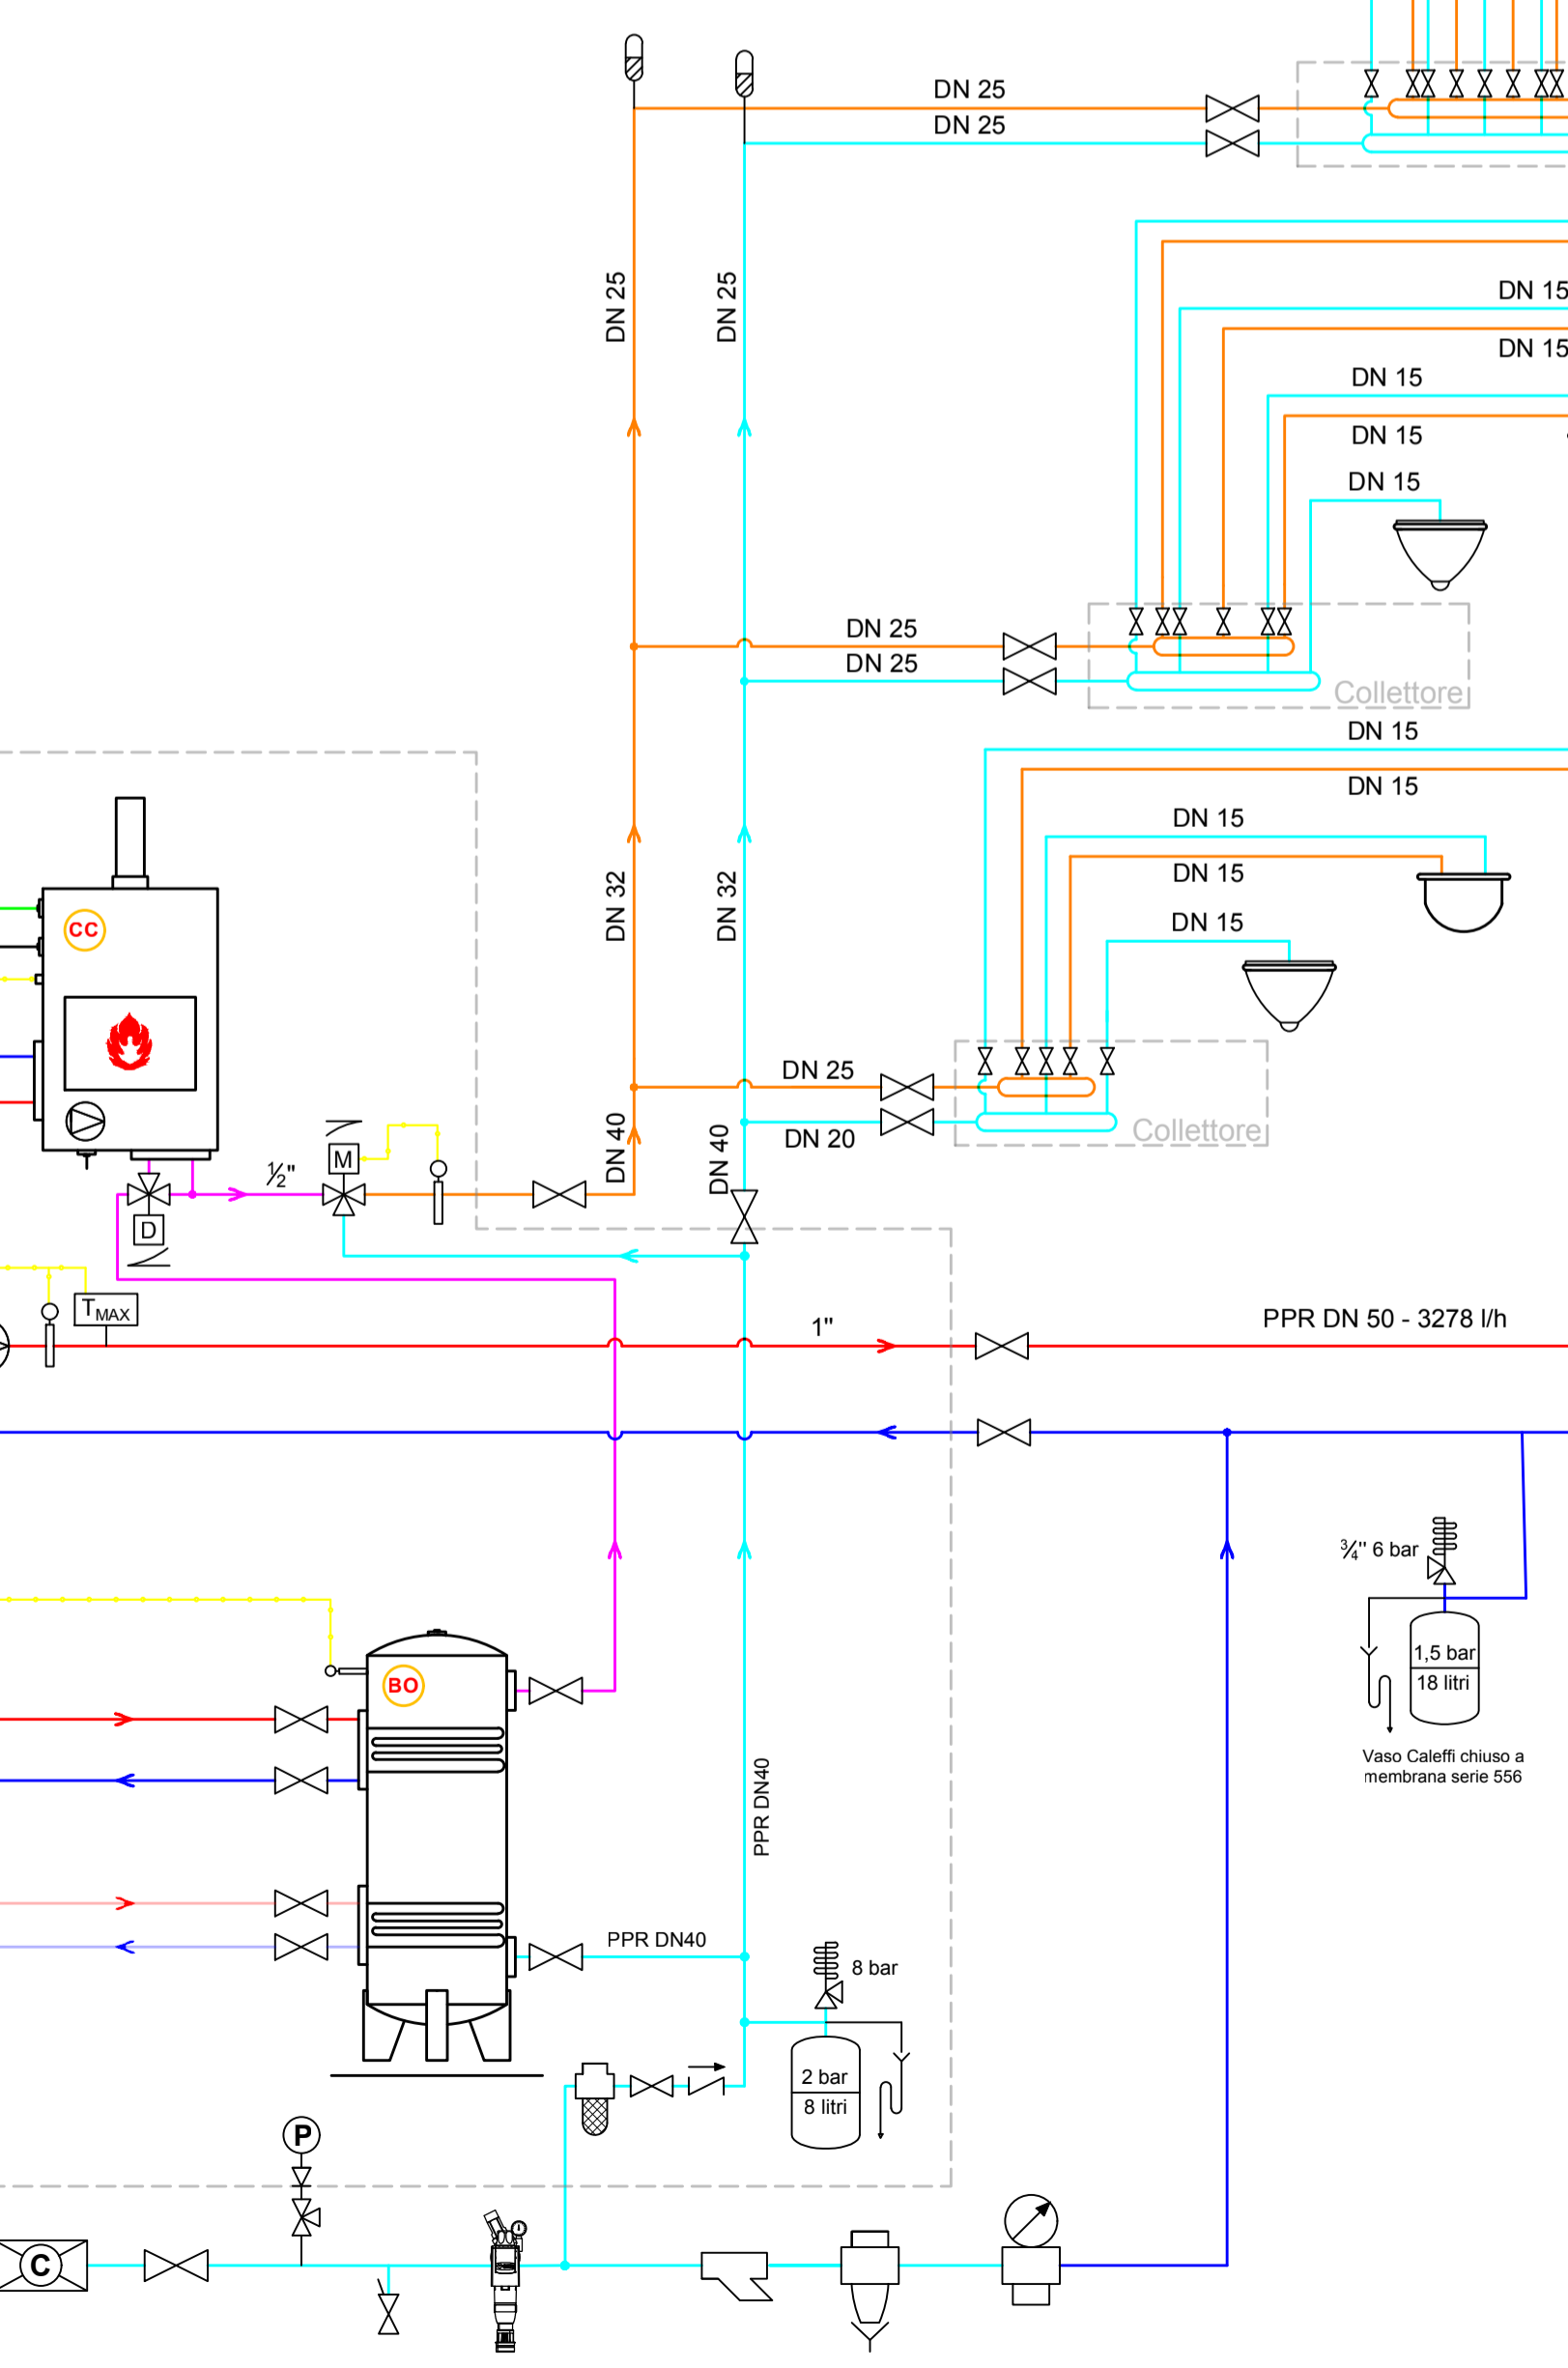 DN 25
DN 25
DN 25
DN 25
DN 15
DN 15
DN 15
DN 15
DN 15
DN 25
DN 25
Collettore
DN 15
DN 15
DN 15
DN 15
DN 15
DN 32
DN 32
CC
DN 25
DN 20
Collettore
DN 40
DN 40
½"
M
D
TMAX
1"
PPR DN 50 - 3278 l/h
¾" 6 bar
1,5 bar
18 litri
Vaso Caleffi chiuso a
membrana serie 556
BO
PPR DN40
PPR DN40
8 bar
2 bar
8 litri
P
C